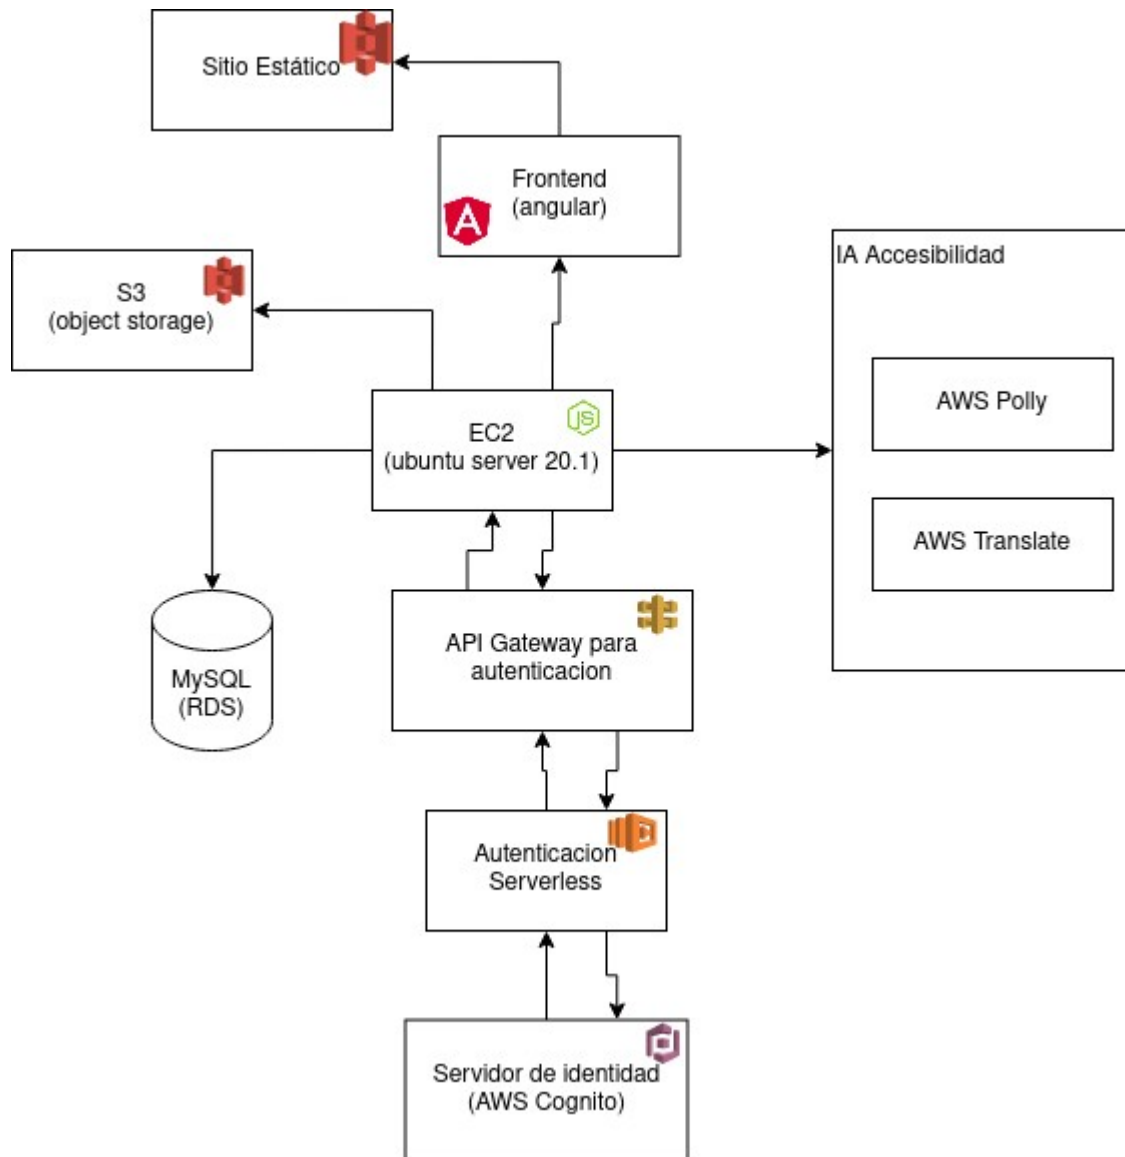 Sitio Estático
Frontend
(angular)
A
IA Accesibilidad
S3
(object storage)
AWS Polly
JS
EC2
(ubuntu server 20.1)
AWS Translate
API Gateway para
autenticacion
MySQL
(RDS)
Autenticacion
Serverless
Servidor de identidad
(AWS Cognito)